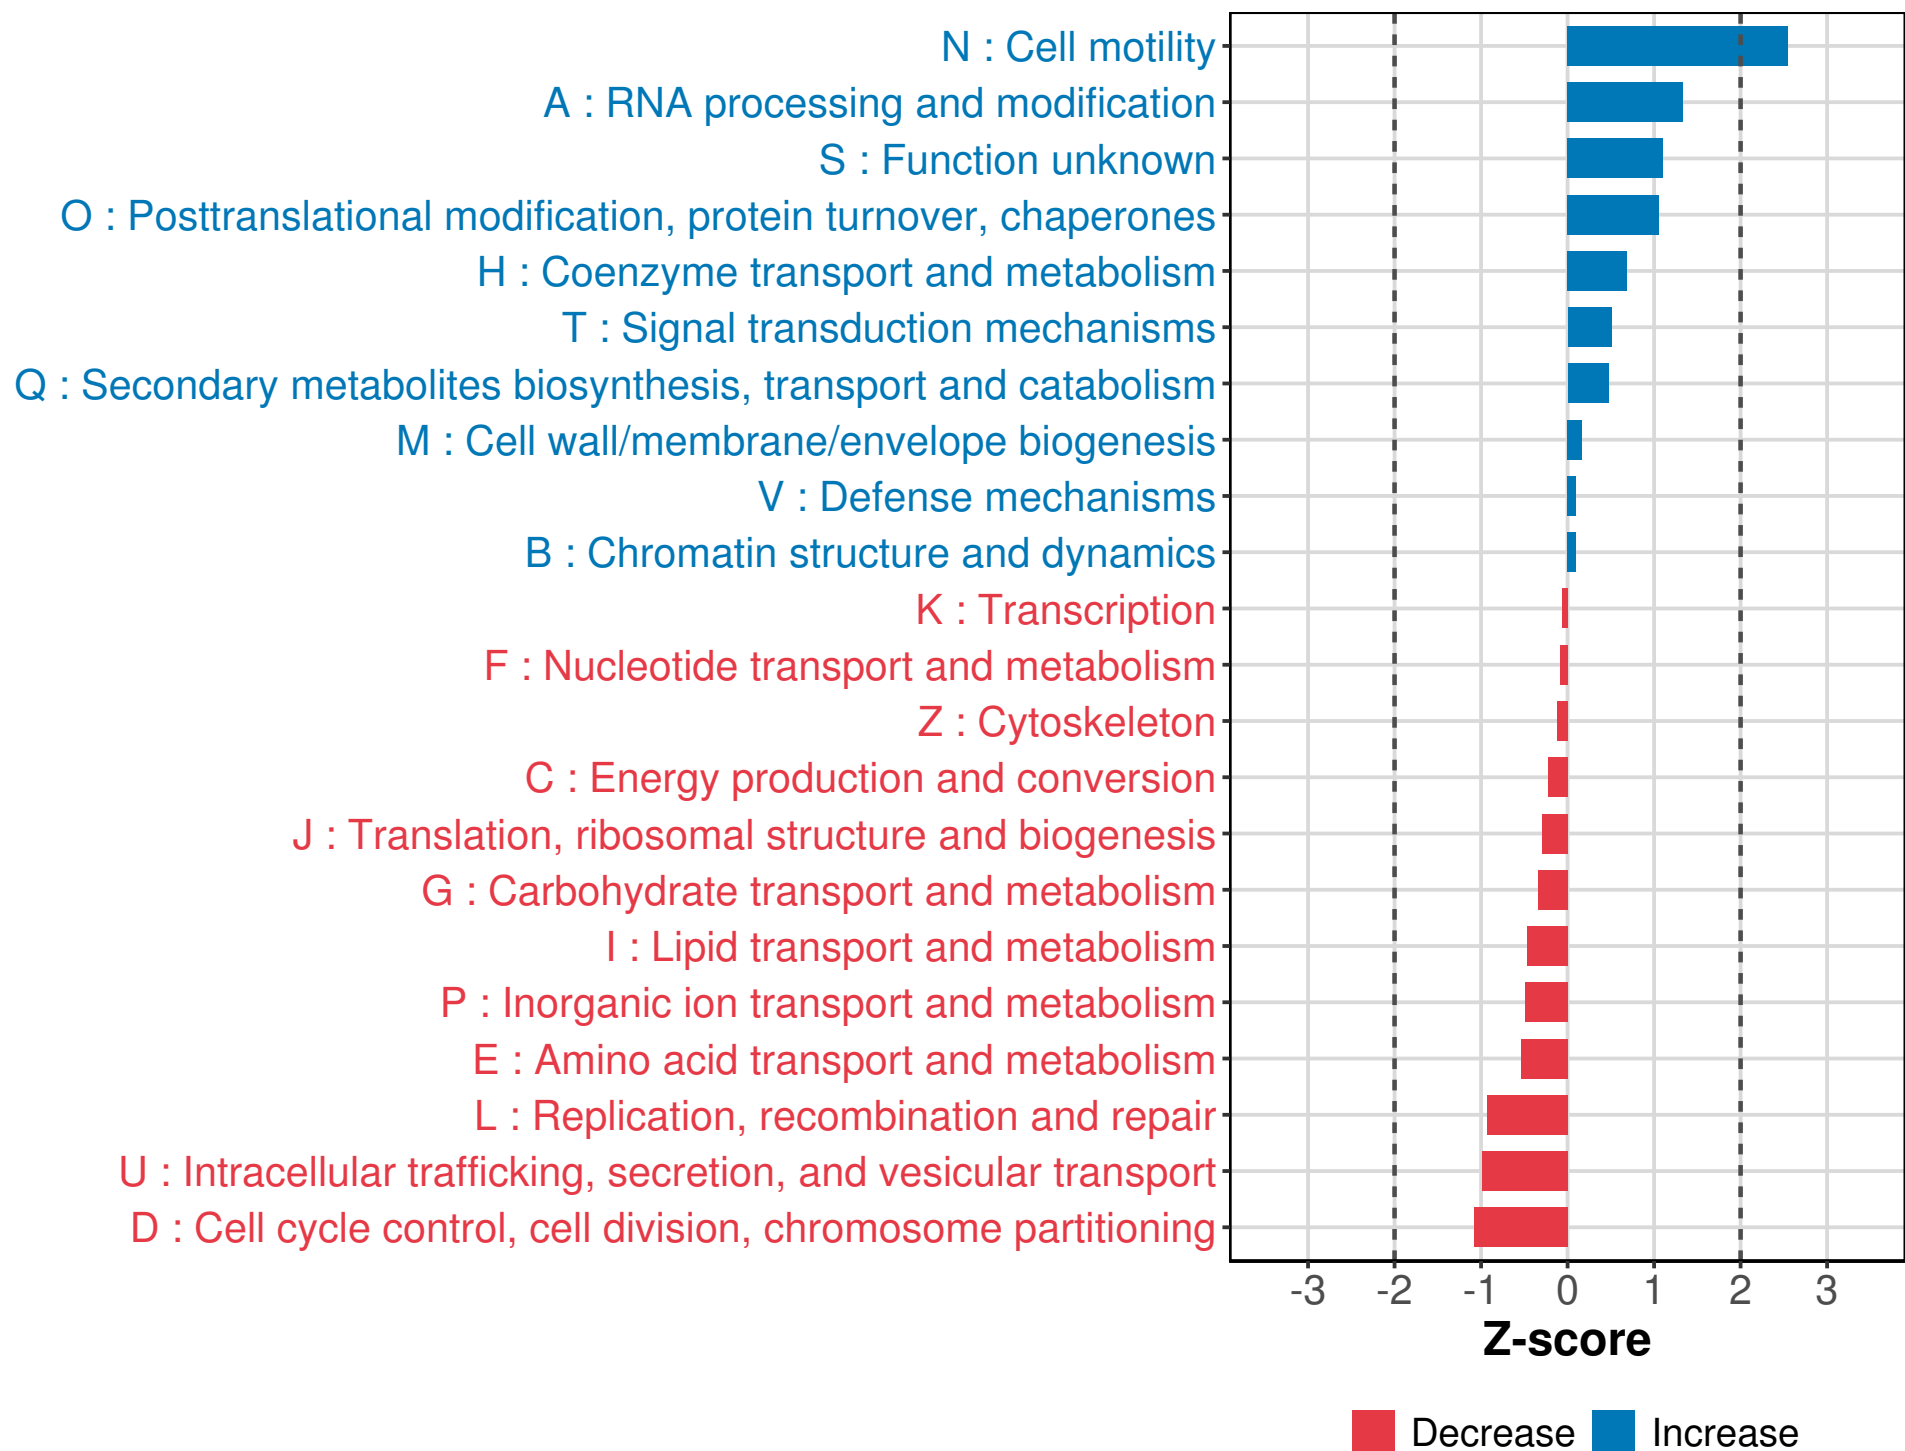 N : Cell motility
A : RNA processing and modification
S : Function unknown
O : Posttranslational modification, protein turnover, chaperones
H : Coenzyme transport and metabolism
T : Signal transduction mechanisms
Q : Secondary metabolites biosynthesis, transport and catabolism
M : Cell wall/membrane/envelope biogenesis
V : Defense mechanisms
B : Chromatin structure and dynamics
K : Transcription
F : Nucleotide transport and metabolism
Z : Cytoskeleton
C : Energy production and conversion
J : Translation, ribosomal structure and biogenesis
G : Carbohydrate transport and metabolism
I : Lipid transport and metabolism
P : Inorganic ion transport and metabolism
E : Amino acid transport and metabolism
L : Replication, recombination and repair
U : Intracellular trafficking, secretion, and vesicular transport
D : Cell cycle control, cell division, chromosome partitioning
-3 -2 -1 0 1 2 3
Z-score
Decrease Increase